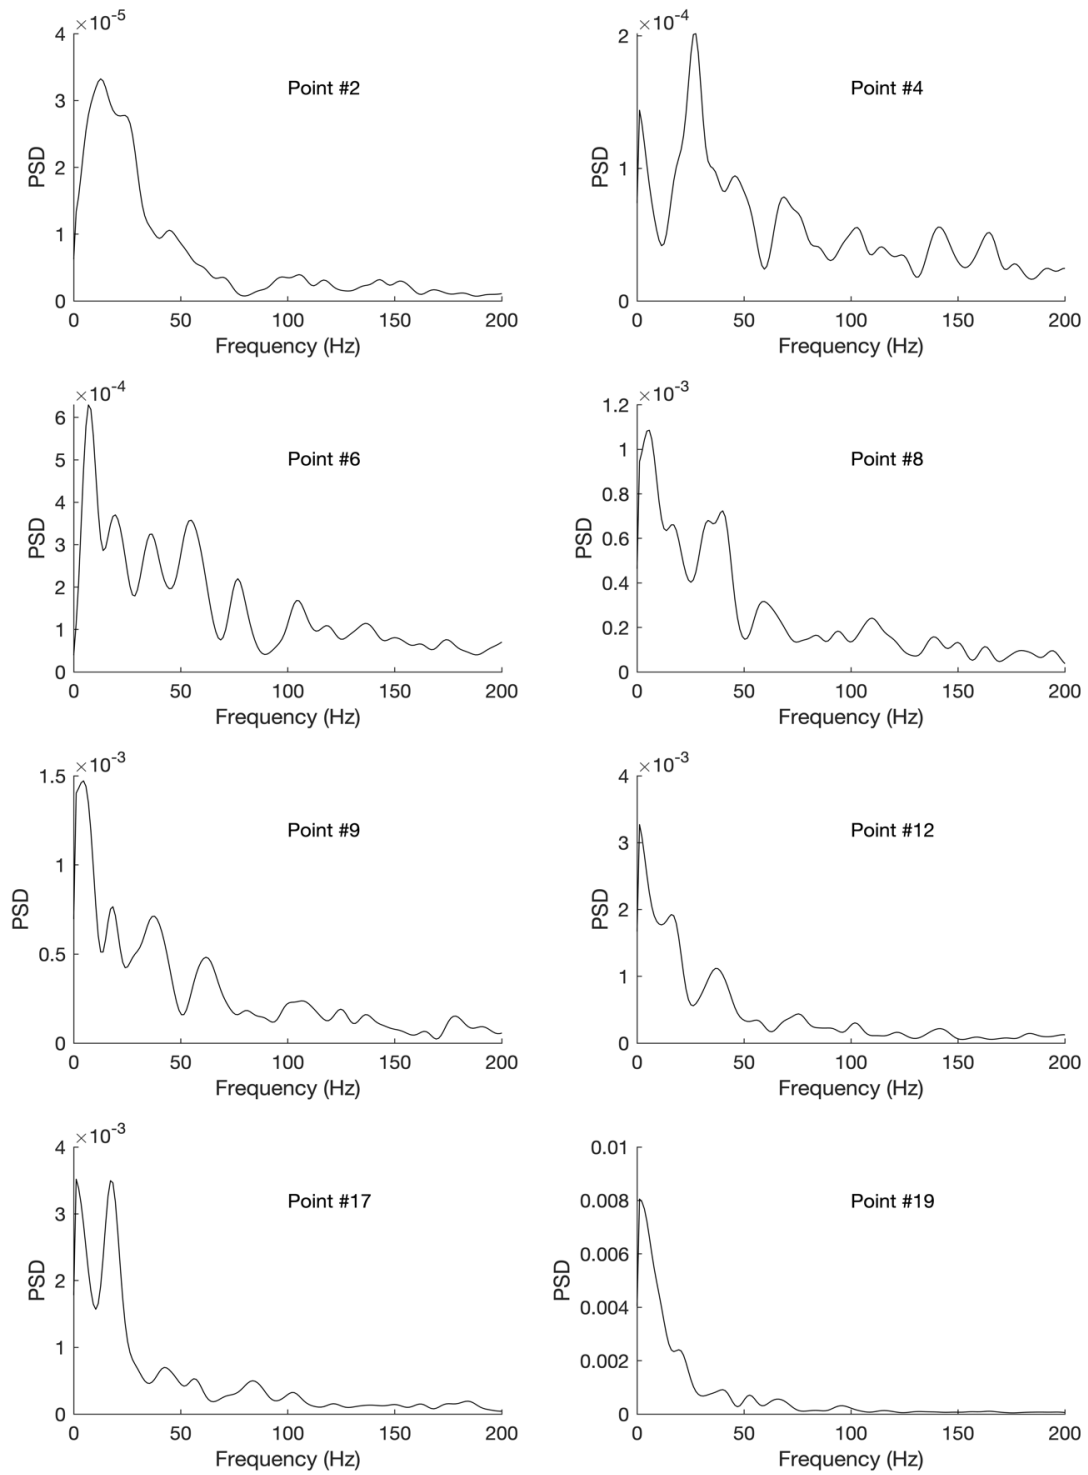 ×10-5
4
3
2
1
0
PSD
Point #2
0 50 100 150 200
Frequency (Hz)
×10-4
2
1
0
PSD
Point #4
0 50 100 150 200
Frequency (Hz)
×10-4
6
5
4
3
2
1
0
PSD
Point #6
0 50 100 150 200
Frequency (Hz)
×10-3
1.2
1
0.8
0.6
0.4
0.2
0
PSD
Point #8
0 50 100 150 200
Frequency (Hz)
×10-3
1.5
1
0.5
0
PSD
Point #9
0 50 100 150 200
Frequency (Hz)
×10-3
4
3
2
1
0
PSD
Point #12
0 50 100 150 200
Frequency (Hz)
×10-3
4
3
2
1
0
PSD
Point #17
0 50 100 150 200
Frequency (Hz)
0.01
0.008
0.006
0.004
0.002
0
PSD
Point #19
0 50 100 150 200
Frequency (Hz)